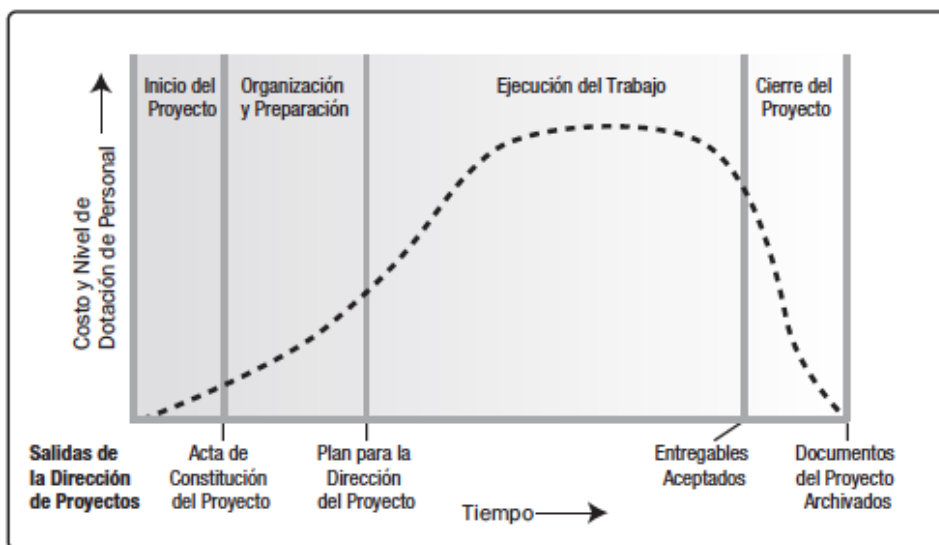 Inicio del
Proyecto
Organización
y Preparación
Ejecución del Trabajo
Cierre del
Proyecto
Costo y Nivel de
Dotación de Personal
Salidas de
la Dirección
de Proyectos
Acta de
Constitución
del Proyecto
Plan para la
Dirección
del Proyecto
Entregables
Aceptados
Documentos
del Proyecto
Archivados
Tiempo